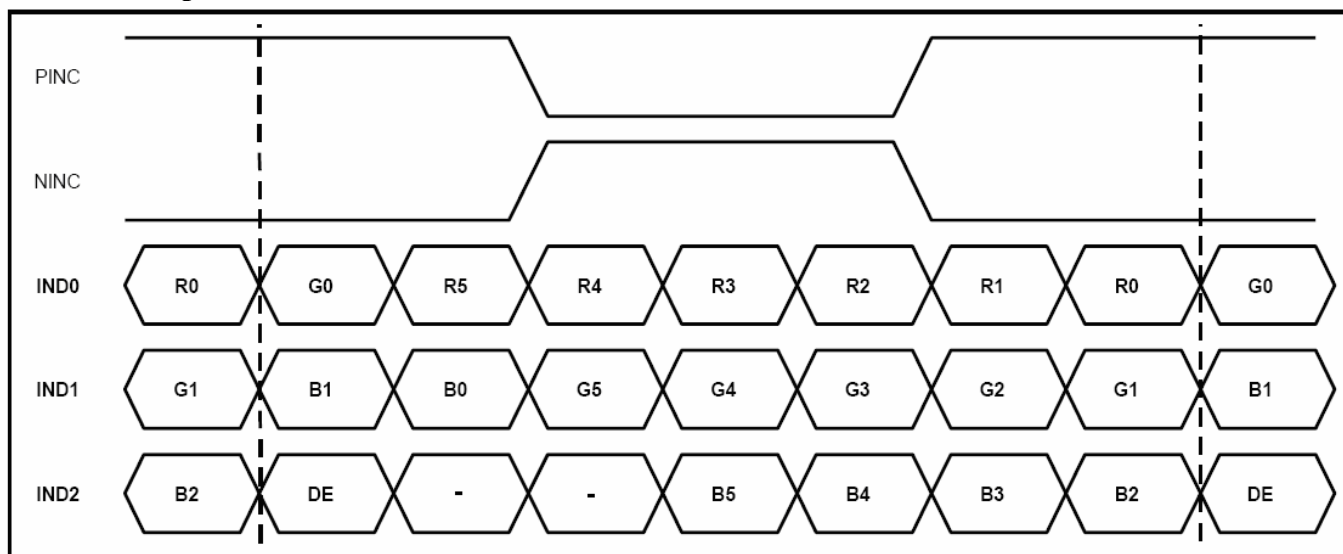 PINC
NINC
IND0 R0 G0 R5 R4 R3 R2 R1 R0 G0
IND1 G1 B1 B0 G5 G4 G3 G2 G1 B1
IND2 B2 DE - - B5 B4 B3 B2 DE